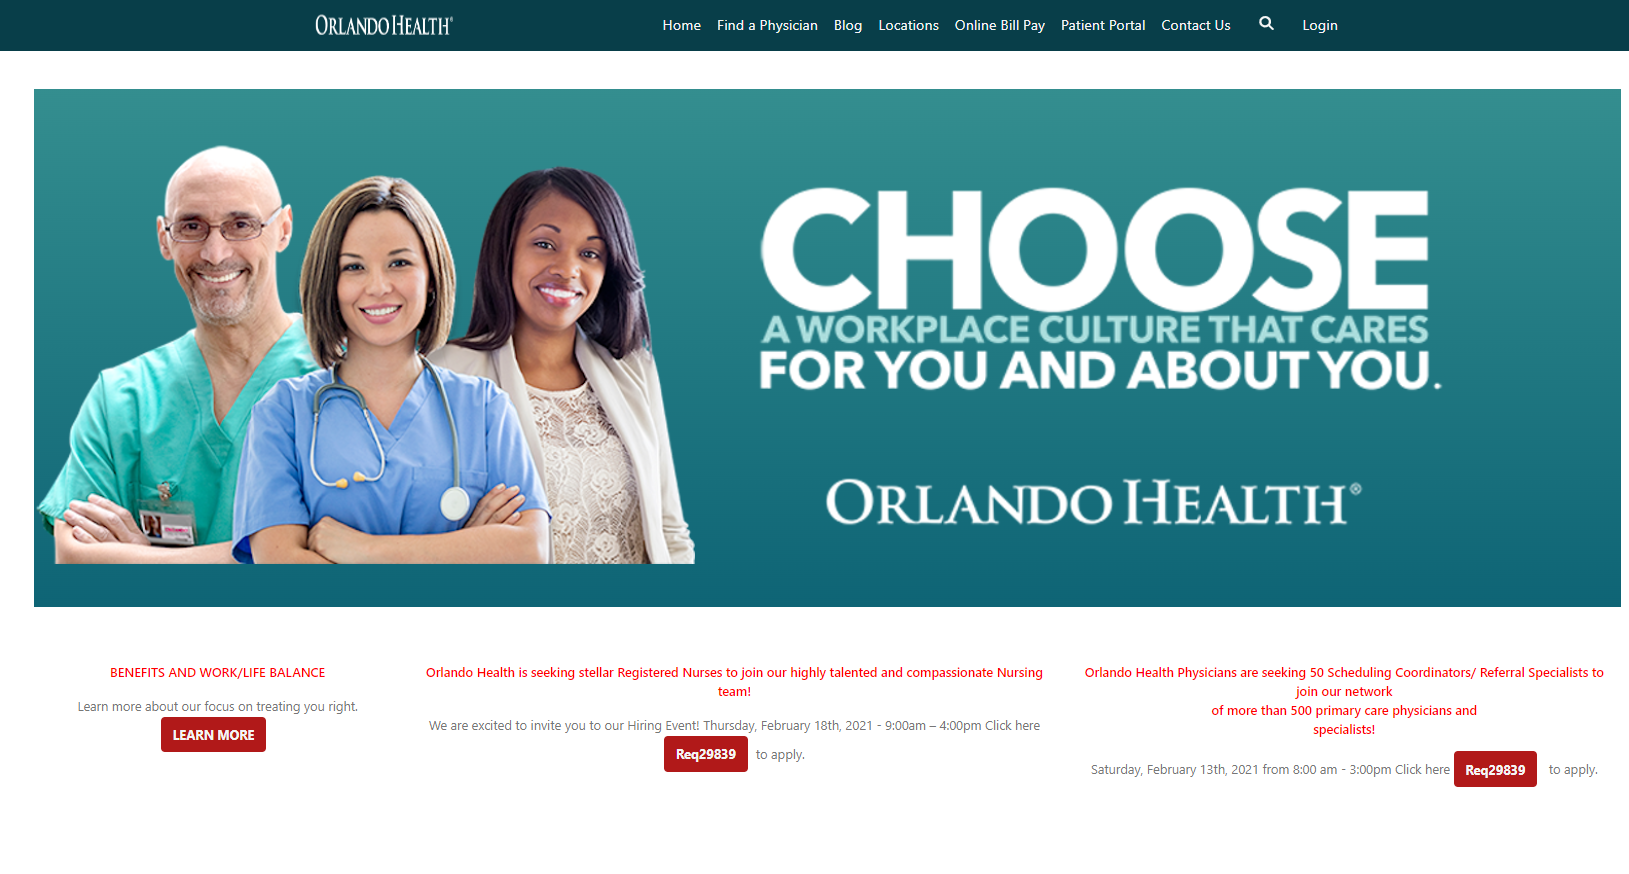 ORLANDO HEALTH®
Home Find a Physician Blog Locations Online Bill Pay Patient Portal Contact Us Login
CHOOSE
A WORKPLACE CULTURE THAT CARES
FOR YOU AND ABOUT YOU.
ORLANDO HEALTH®
BENEFITS AND WORK/LIFE BALANCE
Learn more about our focus on treating you right.
LEARN MORE
Orlando Health is seeking stellar Registered Nurses to join our highly talented and compassionate Nursing
team!
We are excited to invite you to our Hiring Event! Thursday, February 18th, 2021 - 9:00am – 4:00pm Click here
Req29839 to apply.
Orlando Health Physicians are seeking 50 Scheduling Coordinators/ Referral Specialists to
join our network
of more than 500 primary care physicians and
specialists!
Saturday, February 13th, 2021 from 8:00 am - 3:00pm Click here Req29839 to apply.